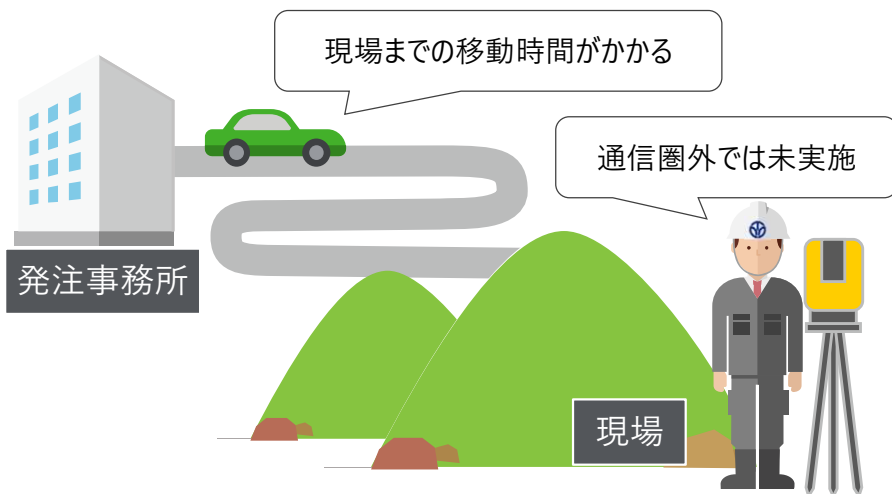 現場までの移動時間がかかる
通信圏外では未実施
発注事務所
現場